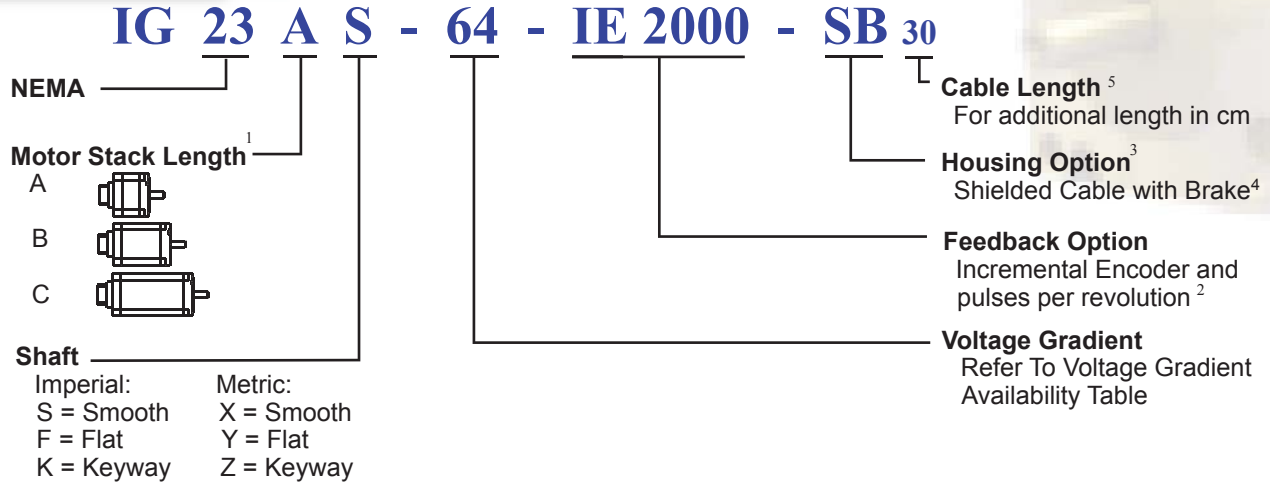 IG 23 A S - 64 - IE 2000 - SB 30
NEMA
Motor Stack Length 1
A
B
C
Shaft
Imperial: Metric:
S = Smooth X = Smooth
F = Flat Y = Flat
K = Keyway Z = Keyway
Cable Length 5
For additional length in cm
Housing Option 3
Shielded Cable with Brake4
Feedback Option
Incremental Encoder and
pulses per revolution 2
Voltage Gradient
Refer To Voltage Gradient
Availability Table